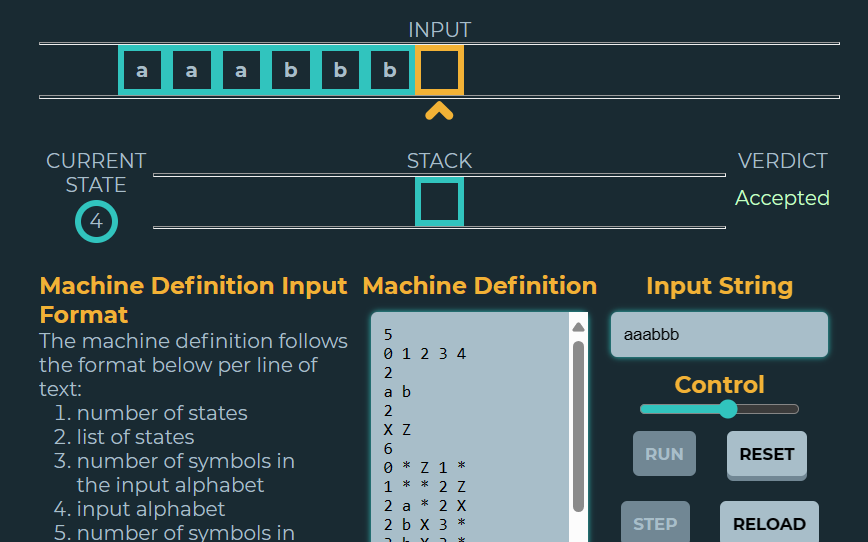 INPUT
a a a b b b
CURRENT
STATE
STACK
VERDICT
4
Accepted
Machine Definition Input
Format
The machine definition follows
the format below per line of
text:
1. number of states
2. list of states
3. number of symbols in
the input alphabet
4. input alphabet
5. number of symbols in
Machine Definition
5
0 1 2 3 4
2
a b
2
X Z
6
0 * Z 1 *
1 * * 2 Z
2 a * 2 X
2 b X 3 *
3 b X 3 *
Input String
aaabbb
Control
RUN
RESET
STEP
RELOAD